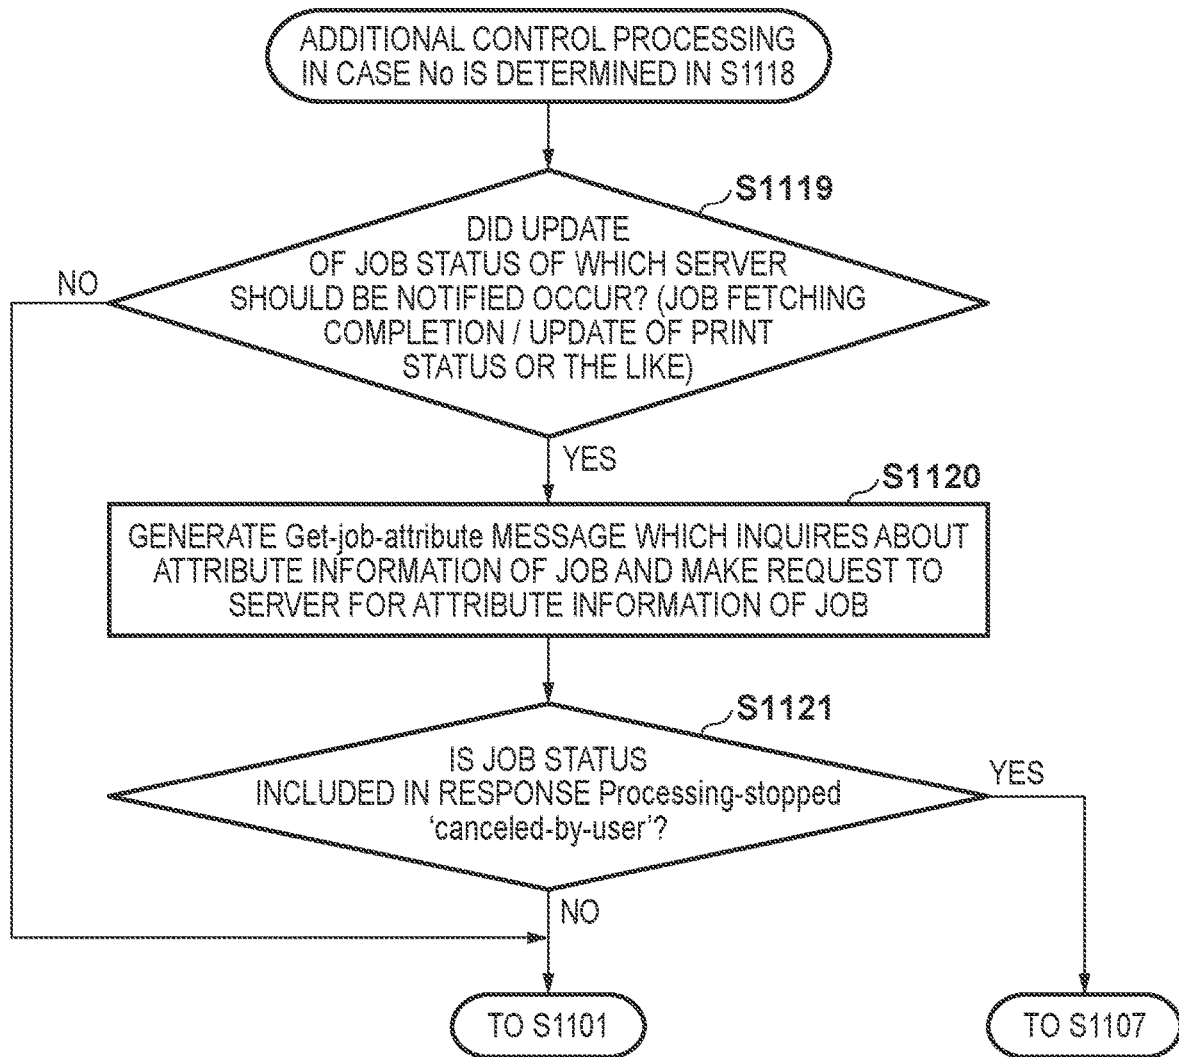 ADDITIONAL CONTROL PROCESSING
IN CASE No IS DETERMINED IN S1118
S1119
DID UPDATE
OF JOB STATUS OF WHICH SERVER
SHOULD BE NOTIFIED OCCUR? (JOB FETCHING
COMPLETION / UPDATE OF PRINT
STATUS OR THE LIKE)
NO
YES
S1120
GENERATE Get-job-attribute MESSAGE WHICH INQUIRES ABOUT
ATTRIBUTE INFORMATION OF JOB AND MAKE REQUEST TO
SERVER FOR ATTRIBUTE INFORMATION OF JOB
S1121
IS JOB STATUS
INCLUDED IN RESPONSE Processing-stopped
‘canceled-by-user’?
YES
NO
TO S1101
TO S1107